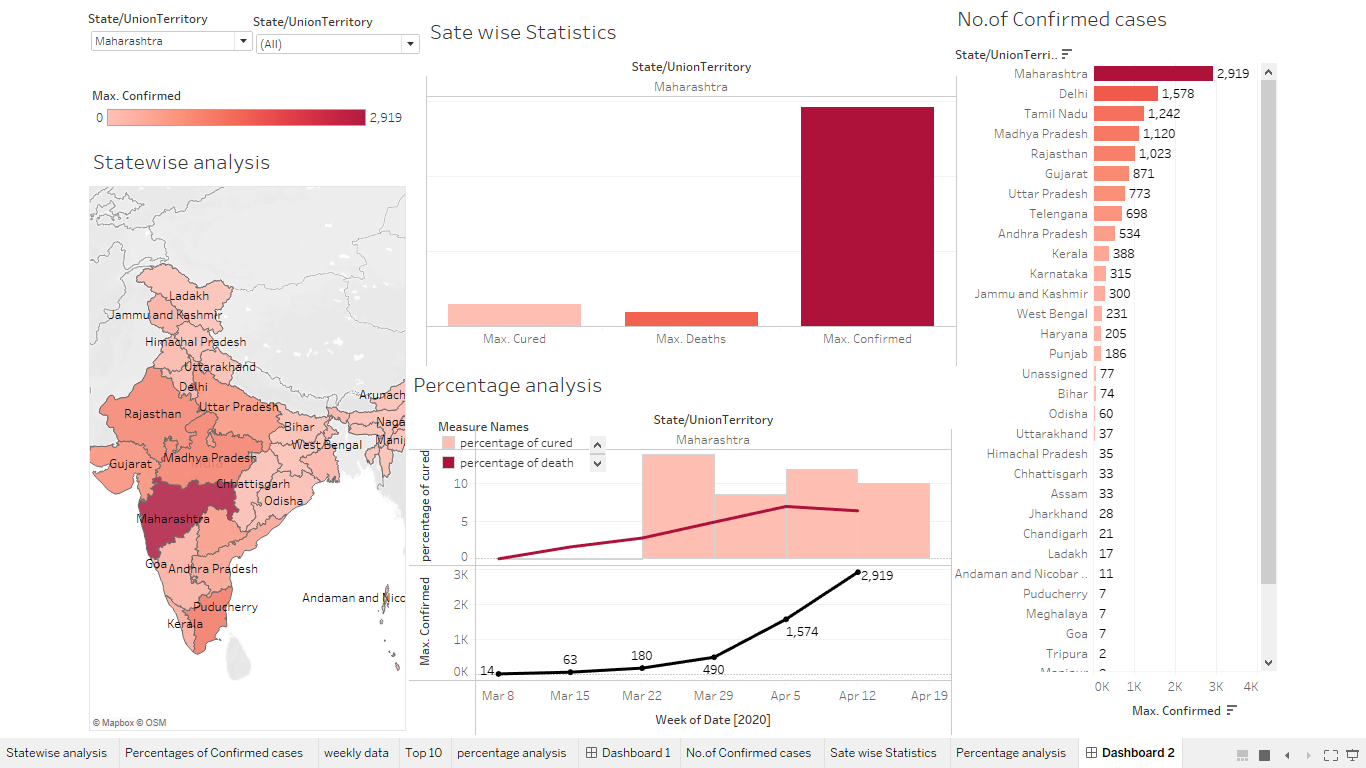 State/UnionTerritory
Maharashtra
State/UnionTerritory
(All)
Max. Confirmed
0
2,919
Statewise analysis
Ladakh
Jammu and Kashmir
Himachal Pradesh
Uttarakhand
Delhi
Arunach
Rajasthan
Uttar Pradesh
Bihar
Naga
West Bengal
Manip
Gujarat
Madhya Pradesh
India
Chhattisgarh
Odisha
Maharashtra
Goa
Andhra Pradesh
Andaman and Nico
Puducherry
Kerala
© Mapbox © OSM
Sate wise Statistics
State/UnionTerritory
Maharashtra
Max. Cured
Max. Deaths
Max. Confirmed
Percentage analysis
Measure Names
percentage of cured
percentage of death
State/UnionTerritory
Maharashtra
percentage of cured
10
5
0
Max. Confirmed
3K
2K
1K
0K
14
63
180
490
1,574
2,919
Mar 8
Mar 15
Mar 22
Mar 29
Apr 5
Apr 12
Apr 19
Week of Date [2020]
No.of Confirmed cases
State/UnionTerri..
Maharashtra 2,919
Delhi 1,578
Tamil Nadu 1,242
Madhya Pradesh 1,120
Rajasthan 1,023
Gujarat 871
Uttar Pradesh 773
Telengana 698
Andhra Pradesh 534
Kerala 388
Karnataka 315
Jammu and Kashmir 300
West Bengal 231
Haryana 205
Punjab 186
Unassigned 77
Bihar 74
Odisha 60
Uttarakhand 37
Himachal Pradesh 35
Chhattisgarh 33
Assam 33
Jharkhand 28
Chandigarh 21
Ladakh 17
Andaman and Nicobar .. 11
Puducherry 7
Meghalaya 7
Goa 7
Tripura 2
0K 1K 2K 3K 4K
Max. Confirmed
Statewise analysis
Percentages of Confirmed cases
weekly data
Top 10
percentage analysis
Dashboard 1
No.of Confirmed cases
Sate wise Statistics
Percentage analysis
Dashboard 2